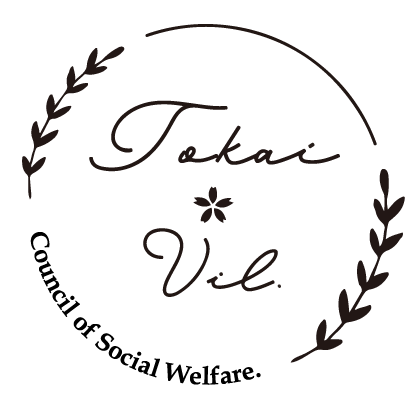 Tokai
Vil.
Council of Social Welfare.